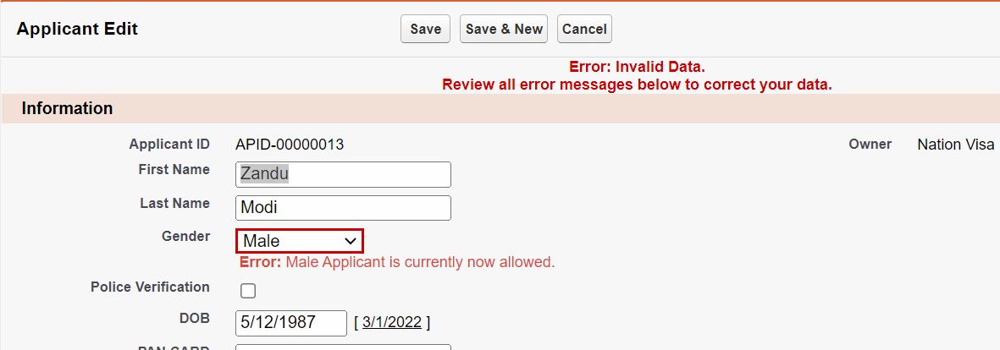 Applicant Edit Save Save & New Cancel
Error: Invalid Data.
Review all error messages below to correct your data.
Information
Applicant ID APID-00000013 Owner Nation Visa
First Name Zandu
Last Name Modi
Gender Male
Error: Male Applicant is currently now allowed.
Police Verification
DOB 5/12/1987 [ 3/1/2022 ]
PAN CARD